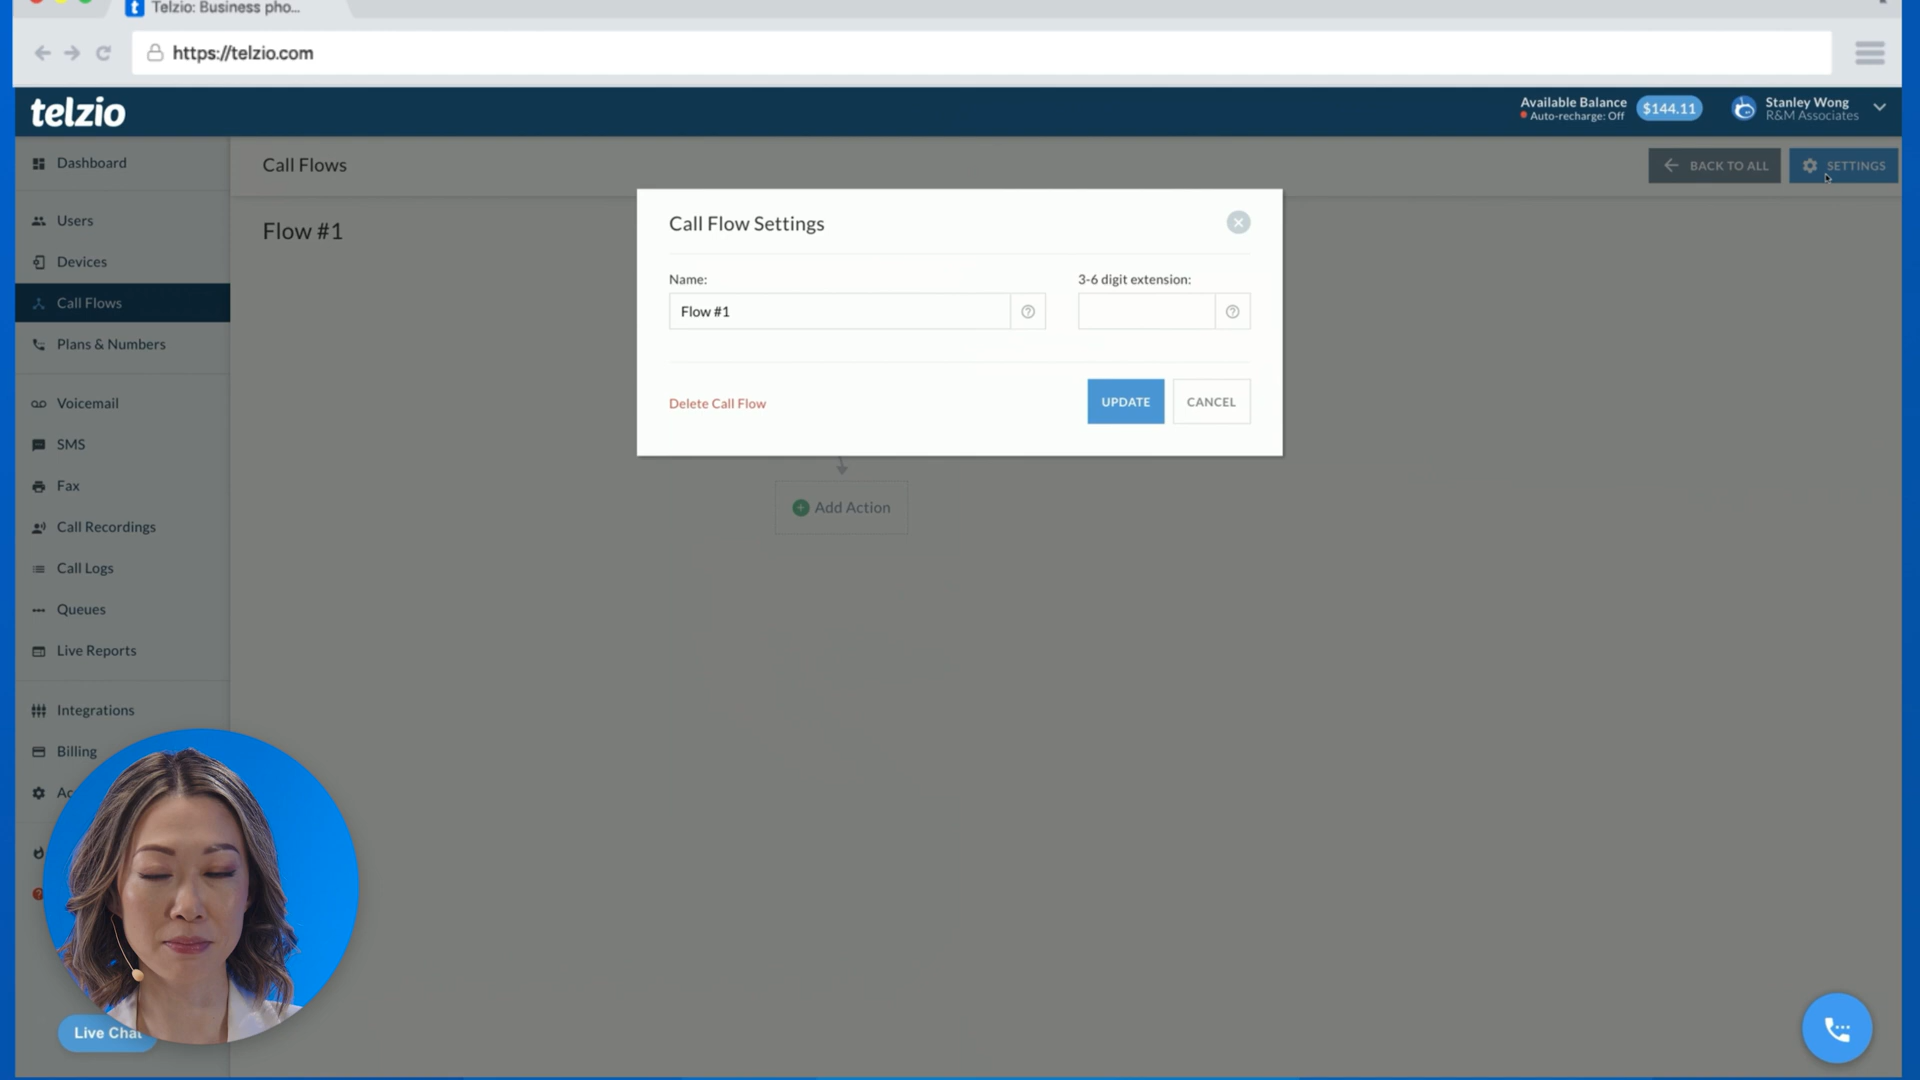 Telzio: Business pho...
https://telzio.com
telzio
Available Balance
Auto-recharge: Off
$144.11
Stanley Wong
R&M Associates
Dashboard
Call Flows
BACK TO ALL
SETTINGS
Users
Flow #1
Devices
Call Flows
Plans & Numbers
Voicemail
SMS
Fax
Call Recordings
Call Logs
Queues
Live Reports
Integrations
Billing
Ac
Call Flow Settings
Name:
3-6 digit extension:
Flow #1
Delete Call Flow
UPDATE
CANCEL
Add Action
Live Chat